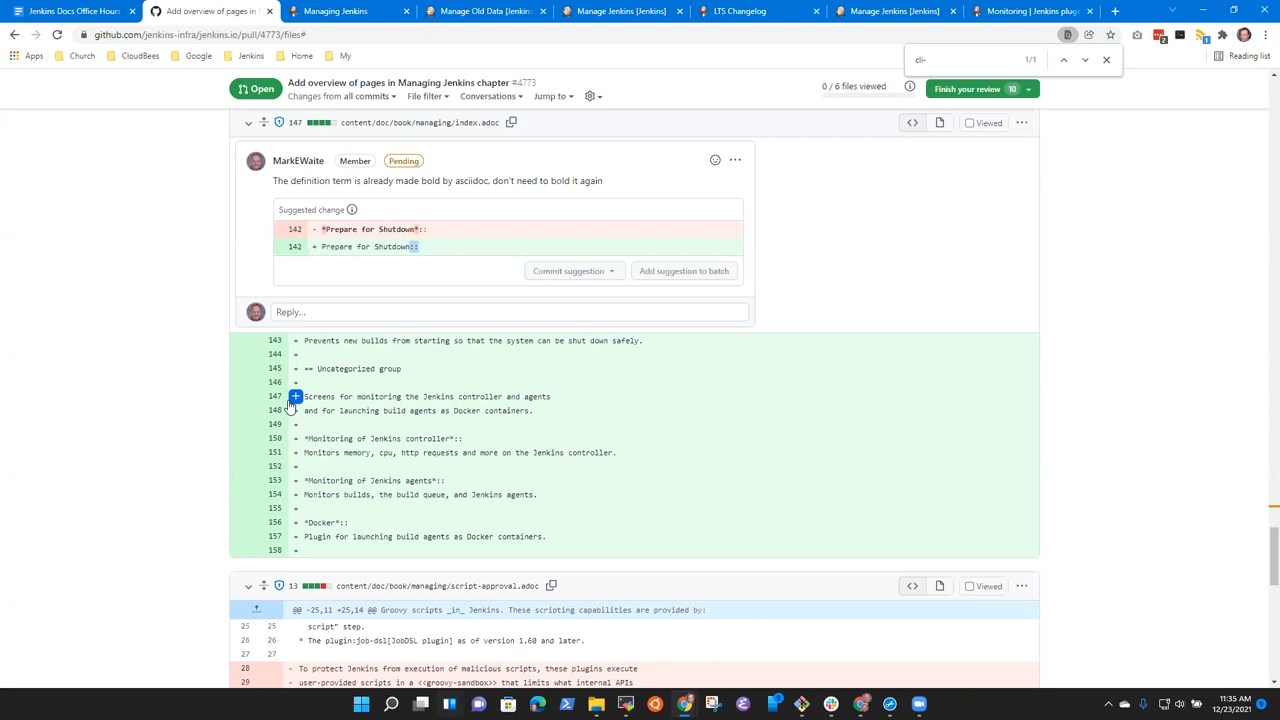 Jenkins Docs Office Hours
Add overview of pages in
Managing Jenkins
Manage Old Data [Jenkins
Manage Jenkins [Jenkins]
LTS Changelog
Manage Jenkins [Jenkins]
Monitoring | Jenkins plug
github.com/jenkins-infra/jenkins.io/pull/4773/files#
Apps
Church
CloudBees
Google
Jenkins
Home
My
Reading list
cli-
1/1
Open
Add overview of pages in Managing Jenkins chapter #4773
Changes from all commits
File filter
Conversations
Jump to
0 / 6 files viewed
Finish your review 10
147 content/doc/book/managing/index.adoc
Viewed
MarkEWaite Member Pending
The definition term is already made bold by asciidoc, don't need to bold it again
Suggested change
142 - *Prepare for Shutdown*::
142 + Prepare for Shutdown::
Commit suggestion
Add suggestion to batch
Reply...
143 + Prevents new builds from starting so that the system can be shut down safely.
144 +
145 + == Uncategorized group
146 +
147 + Screens for monitoring the Jenkins controller and agents
148 + and for launching build agents as Docker containers.
149 +
150 + *Monitoring of Jenkins controller*::
151 + Monitors memory, cpu, http requests and more on the Jenkins controller.
152 +
153 + *Monitoring of Jenkins agents*::
154 + Monitors builds, the build queue, and Jenkins agents.
155 +
156 + *Docker*::
157 + Plugin for launching build agents as Docker containers.
158 +
13 content/doc/book/managing/script-approval.adoc
Viewed
@@ -25,11 +25,14 @@ Groovy scripts _in_ Jenkins. These scripting capabilities are provided by:
25 25 script" step.
26 26 * The plugin:job-dsl[JobDSL plugin] as of version 1.60 and later.
27 27
28 - To protect Jenkins from execution of malicious scripts, these plugins execute
29 - user-provided scripts in a <<groovy-sandbox>> that limits what internal APIs
11:35 AM
12/23/2021